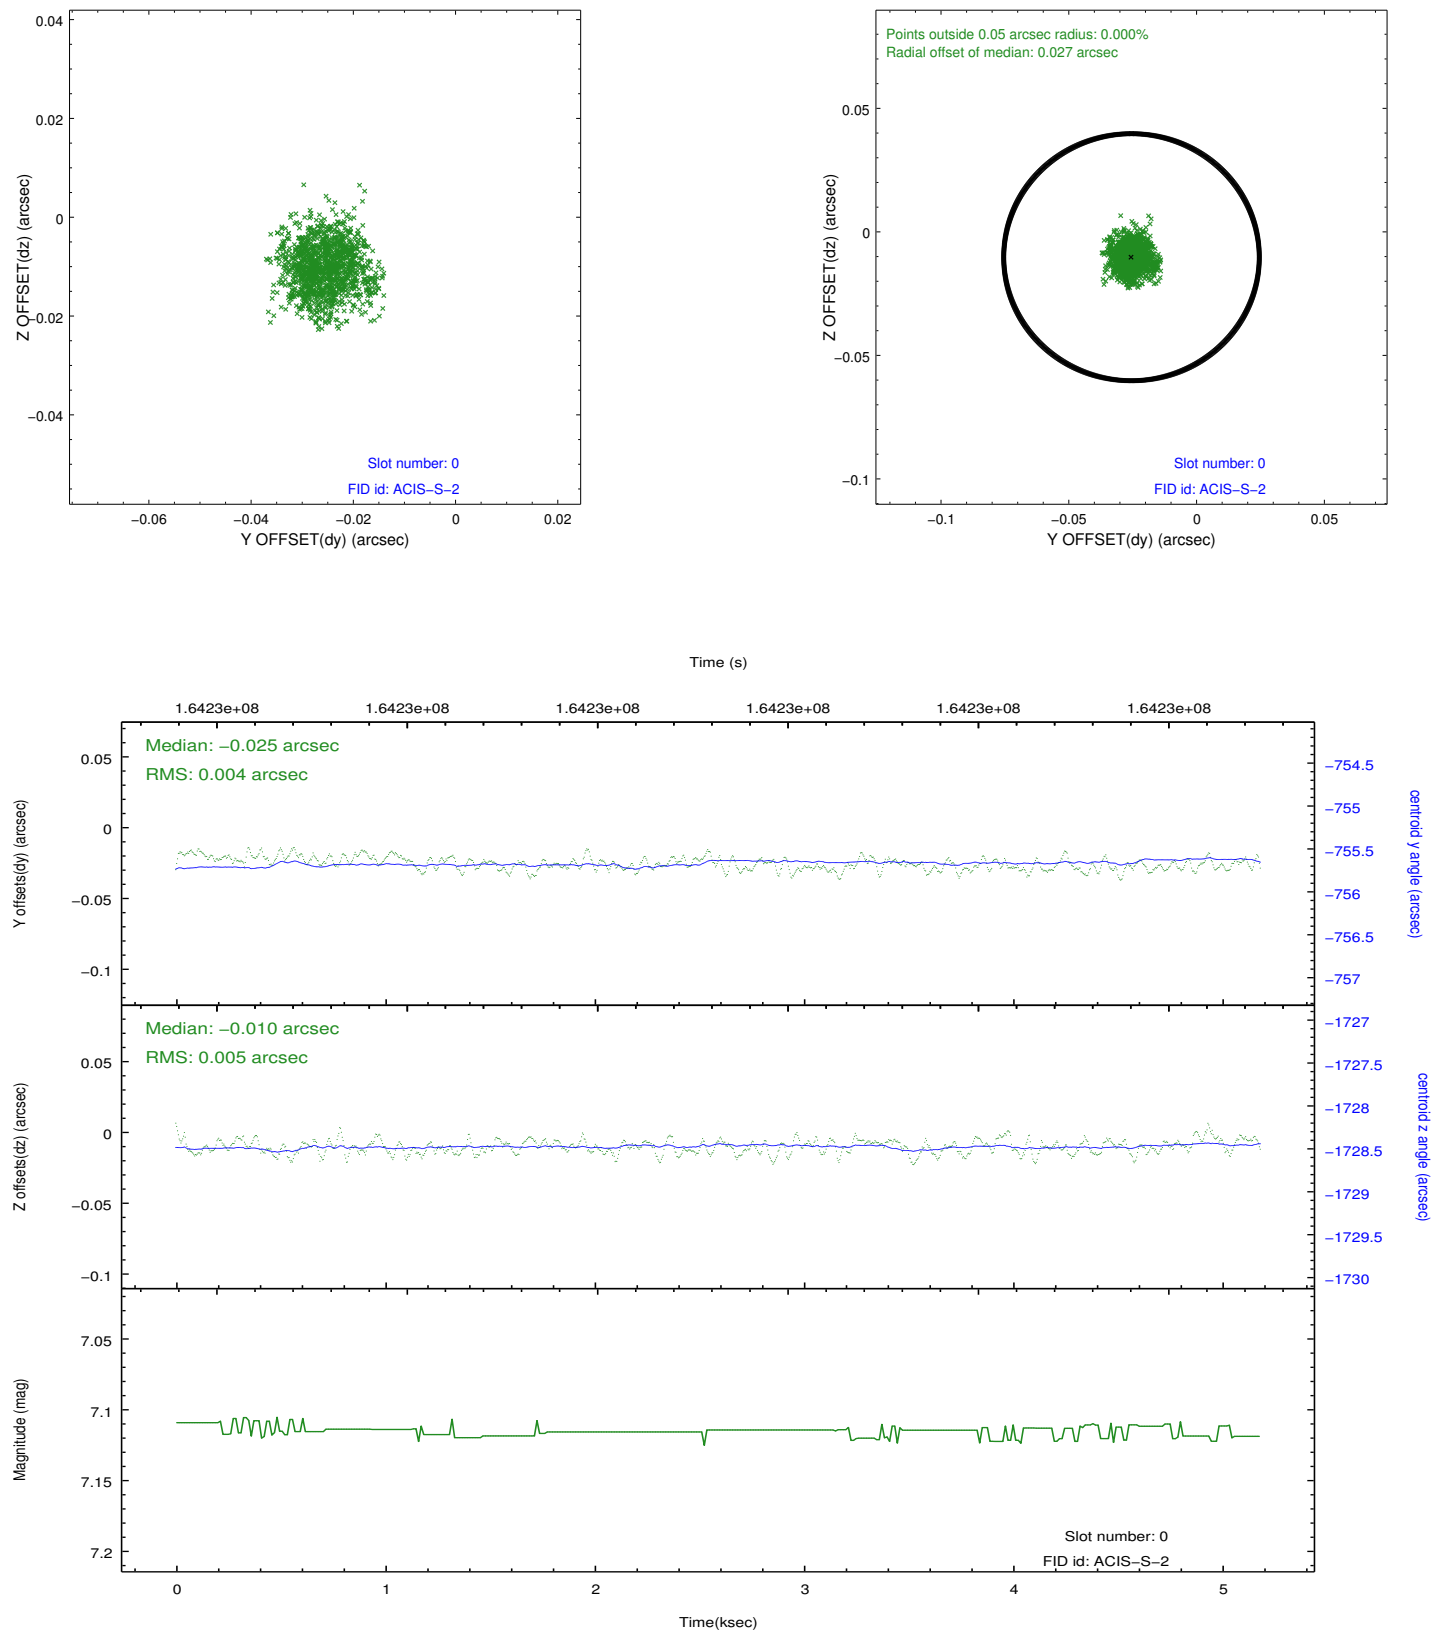 0.04
0.02
0
−0.02
−0.04
Z OFFSET(dz) (arcsec)
Slot number: 0
FID id: ACIS−S−2
−0.06
−0.04
−0.02
0
0.02
Y OFFSET(dy) (arcsec)
Points outside 0.05 arcsec radius: 0.000%
Radial offset of median: 0.027 arcsec
0.05
0
−0.05
−0.1
Z OFFSET(dz) (arcsec)
Slot number: 0
FID id: ACIS−S−2
−0.1
−0.05
0
0.05
Y OFFSET(dy) (arcsec)
Time (s)
1.6423e+08
1.6423e+08
1.6423e+08
1.6423e+08
1.6423e+08
1.6423e+08
Median: −0.025 arcsec
RMS: 0.004 arcsec
0.05
0
−0.05
−0.1
Y offsets(dy) (arcsec)
−754.5
−755
−755.5
−756
−756.5
−757
centroid y angle (arcsec)
Median: −0.010 arcsec
RMS: 0.005 arcsec
0.05
0
−0.05
−0.1
Z offsets(dz) (arcsec)
−1727
−1727.5
−1728
−1728.5
−1729
−1729.5
−1730
centroid z angle (arcsec)
7.05
7.1
7.15
7.2
Magnitude (mag)
Slot number: 0
FID id: ACIS−S−2
0
1
2
3
4
5
Time(ksec)